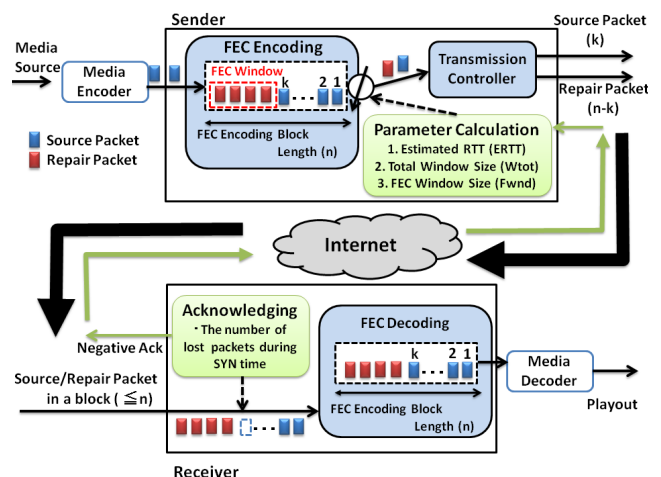 Sender
Source Packet
(k)
Media
Source
Media
Encoder
FEC Encoding
FEC Window
k
2 1
FEC Encoding Block
Length (n)
Transmission
Controller
Repair Packet
(n-k)
Source Packet
Repair Packet
Parameter Calculation
1. Estimated RTT (ERTT)
2. Total Window Size (Wtot)
3. FEC Window Size (Fwnd)
Internet
Acknowledging
・The number of
lost packets during
SYN time
Negative Ack
FEC Decoding
k
2 1
FEC Encoding Block
Length (n)
Media
Decoder
Playout
Source/Repair Packet
in a block ( ≦n)
Receiver